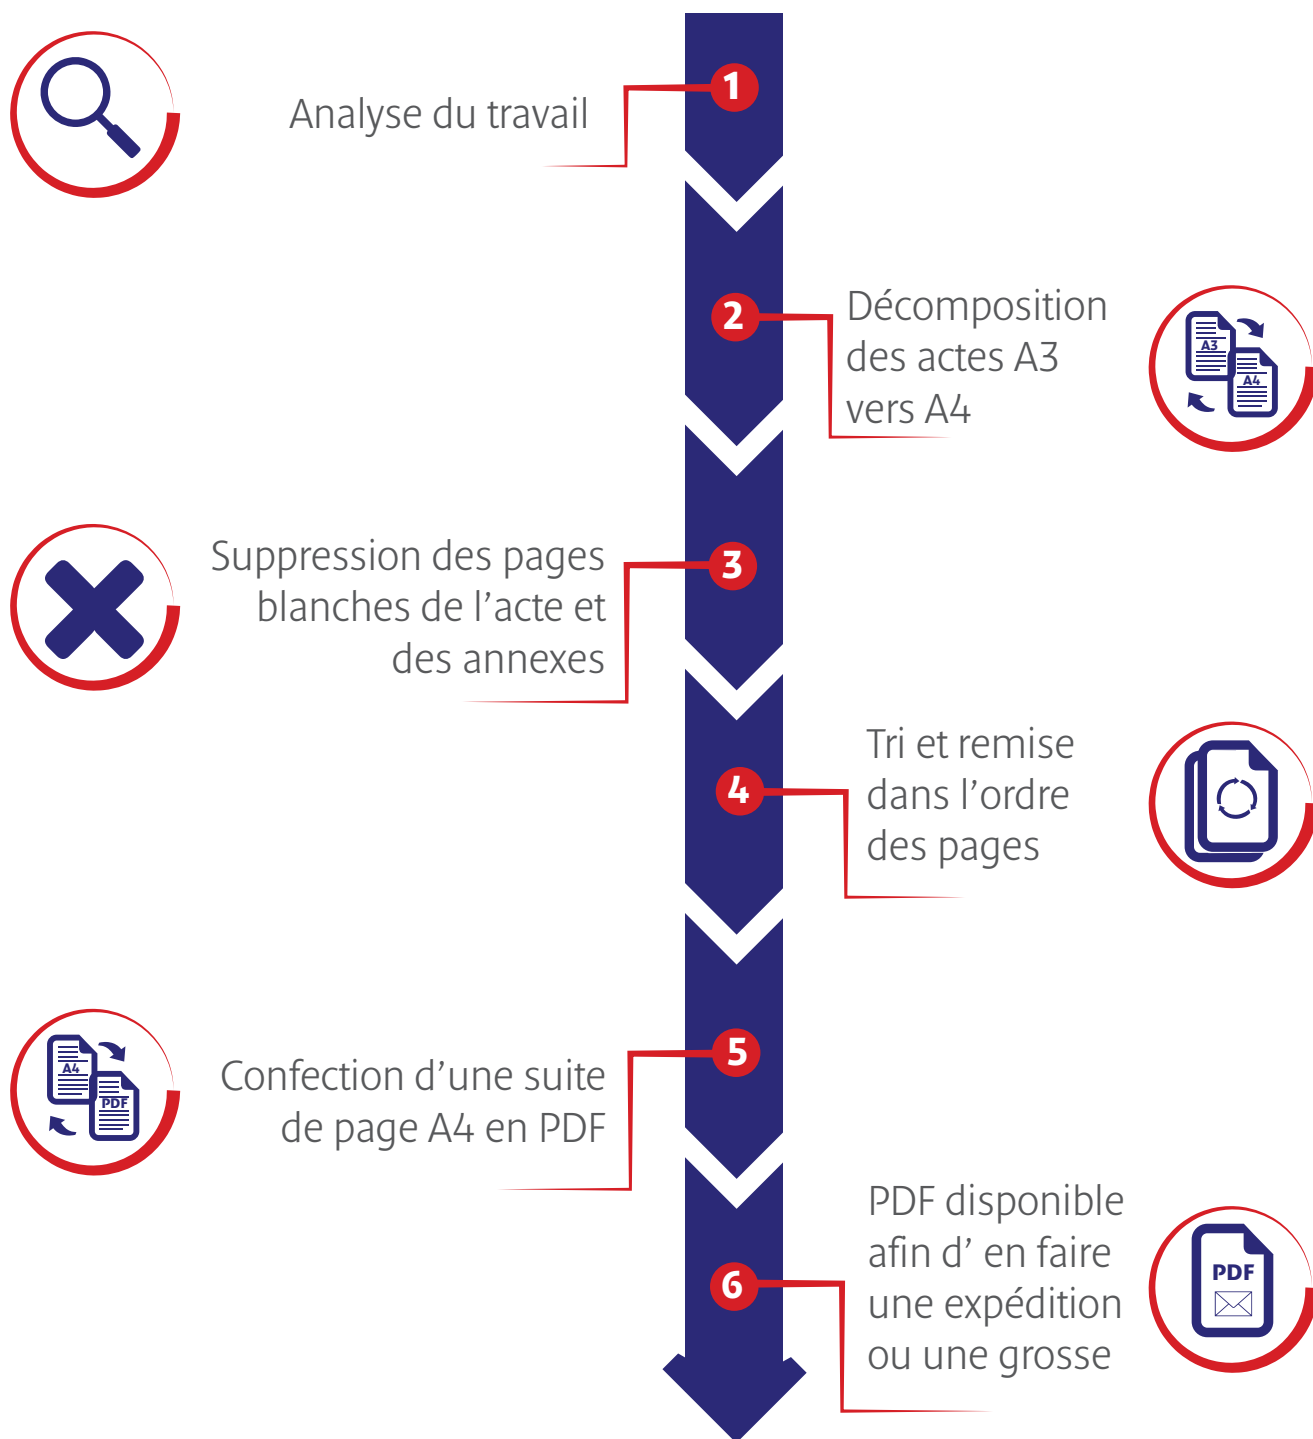 1
Analyse du travail
2
Décomposition
des actes A3
vers A4
A3
A4
3
Suppression des pages
blanches de l’acte et
des annexes
4
Tri et remise
dans l’ordre
des pages
5
Confection d’une suite
de page A4 en PDF
A4
PDF
6
PDF disponible
afin d’ en faire
une expédition
ou une grosse
PDF